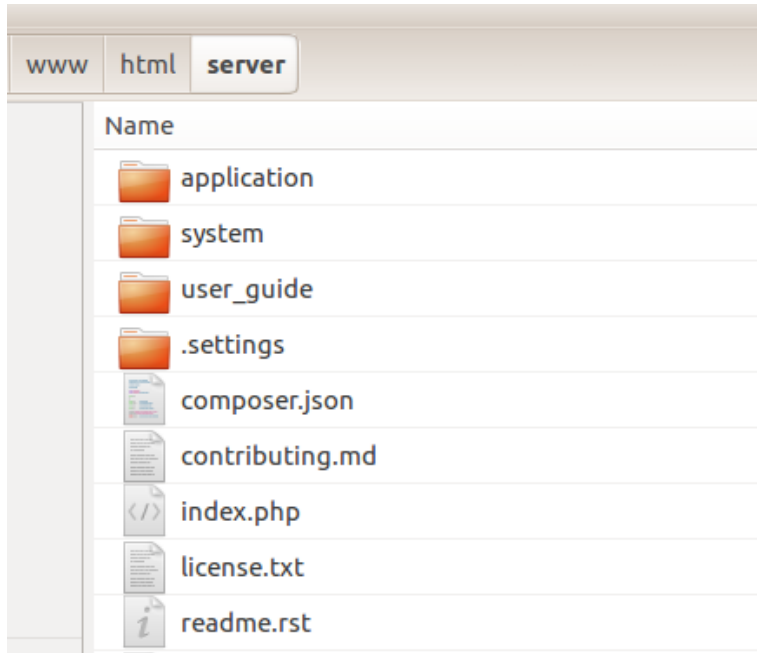 www html server
Name
application
system
user_guide
.settings
composer.json
contributing.md
index.php
license.txt
readme.rst